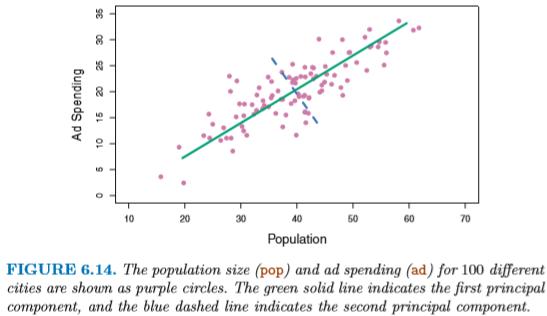 35
30
25
20
15
10
5
0
Ad Spending
10 20 30 40 50 60 70
Population
FIGURE 6.14. The population size (pop) and ad spending (ad) for 100 different
cities are shown as purple circles. The green solid line indicates the first principal
component, and the blue dashed line indicates the second principal component.